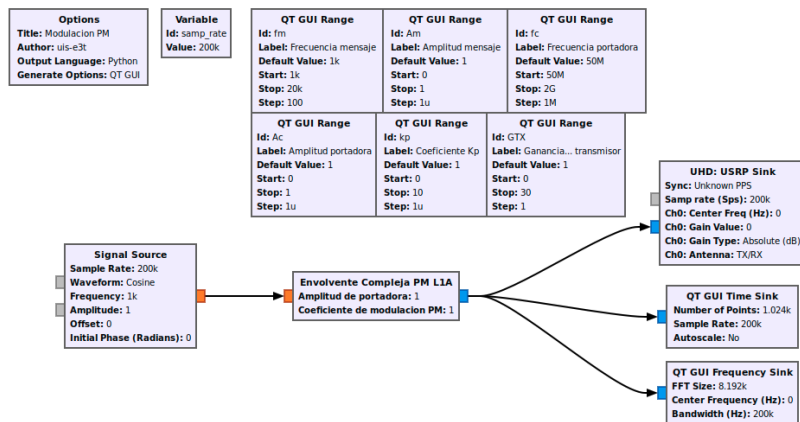 Options
Title: Modulacion PM
Author: uis-e3t
Output Language: Python
Generate Options: QT GUI
Variable
Id: samp_rate
Value: 200k
QT GUI Range
Id: fm
Label: Frecuencia mensaje
Default Value: 1k
Start: 1k
Stop: 20k
Step: 100
QT GUI Range
Id: Am
Label: Amplitud mensaje
Default Value: 1
Start: 0
Stop: 1
Step: 1u
QT GUI Range
Id: fc
Label: Frecuencia portadora
Default Value: 50M
Start: 50M
Stop: 2G
Step: 1M
QT GUI Range
Id: Ac
Label: Amplitud portadora
Default Value: 1
Start: 0
Stop: 1
Step: 1u
QT GUI Range
Id: kp
Label: Coeficiente Kp
Default Value: 1
Start: 0
Stop: 10
Step: 1u
QT GUI Range
Id: GTX
Label: Ganancia... transmisor
Default Value: 1
Start: 0
Stop: 30
Step: 1
Signal Source
Sample Rate: 200k
Waveform: Cosine
Frequency: 1k
Amplitude: 1
Offset: 0
Initial Phase (Radians): 0
Envolvente Compleja PM L1A
Amplitud de portadora: 1
Coeficiente de modulacion PM: 1
UHD: USRP Sink
Sync: Unknown PPS
Samp rate (Sps): 200k
Ch0: Center Freq (Hz): 0
Ch0: Gain Value: 0
Ch0: Gain Type: Absolute (dB)
Ch0: Antenna: TX/RX
QT GUI Time Sink
Number of Points: 1.024k
Sample Rate: 200k
Autoscale: No
QT GUI Frequency Sink
FFT Size: 8.192k
Center Frequency (Hz): 0
Bandwidth (Hz): 200k